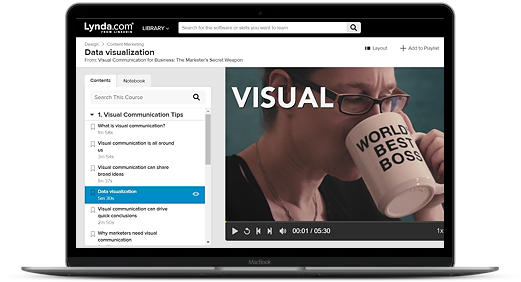 Lynda.com
FROM LINKEDIN
LIBRARY
Search for the software or skills you want to learn
Design > Content Marketing
Data visualization
From: Visual Communication for Business: The Marketer's Secret Weapon
Layout
+ Add to Playlist
Contents
Notebook
Search This Course
1. Visual Communication Tips
What is visual communication?
1m 58s
Visual communication is all around
us
3m 54s
Visual communication can share
broad ideas
Data visualization
5m 30s
Visual communication can drive
quick conclusions
2m 50s
Why marketers need visual
communication
VISUAL
WORLD'S
BEST
BOSS
00:01 / 05:30
1x
MacBook